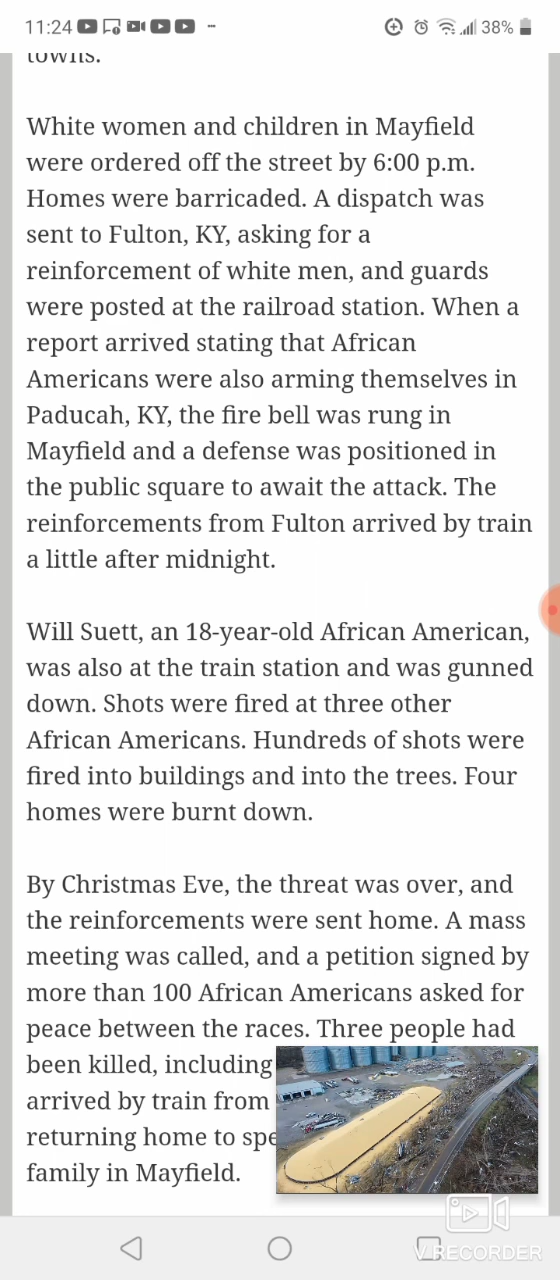 11:24
38%
towns.
White women and children in Mayfield
were ordered off the street by 6:00 p.m.
Homes were barricaded. A dispatch was
sent to Fulton, KY, asking for a
reinforcement of white men, and guards
were posted at the railroad station. When a
report arrived stating that African
Americans were also arming themselves in
Paducah, KY, the fire bell was rung in
Mayfield and a defense was positioned in
the public square to await the attack. The
reinforcements from Fulton arrived by train
a little after midnight.
Will Suett, an 18-year-old African American,
was also at the train station and was gunned
down. Shots were fired at three other
African Americans. Hundreds of shots were
fired into buildings and into the trees. Four
homes were burnt down.
By Christmas Eve, the threat was over, and
the reinforcements were sent home. A mass
meeting was called, and a petition signed by
more than 100 African Americans asked for
peace between the races. Three people had
been killed, including
arrived by train from
returning home to spe
family in Mayfield.
V RECORDER